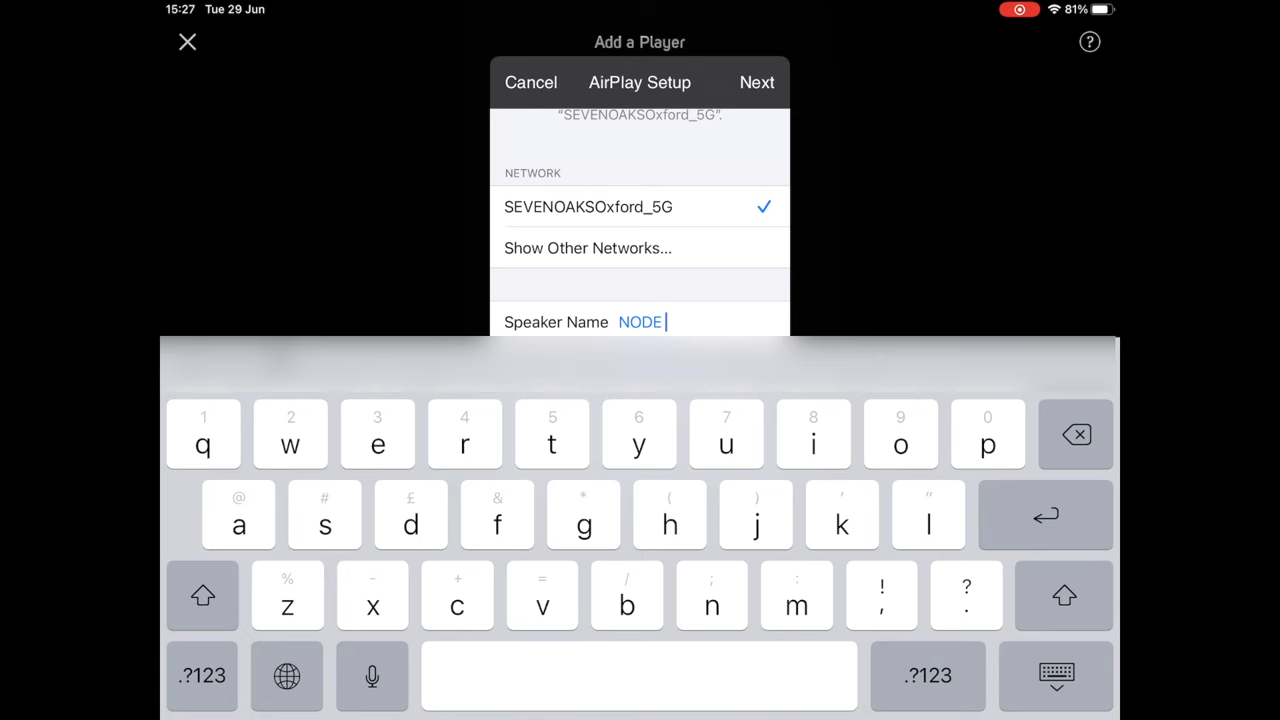 15:27 Tue 29 Jun
81%
Add a Player
?
Cancel AirPlay Setup Next
“SEVENOAKSOxford_5G”.
NETWORK
SEVENOAKSOxford_5G
Show Other Networks...
Speaker Name NODE
1 2 3 4 5 6 7 8 9 0
q w e r t y u i o p
@ # £ & * ( ) ' "
a s d f g h j k l
% - + = / ; : ! ?
z x c v b n m , .
.?123 .?123